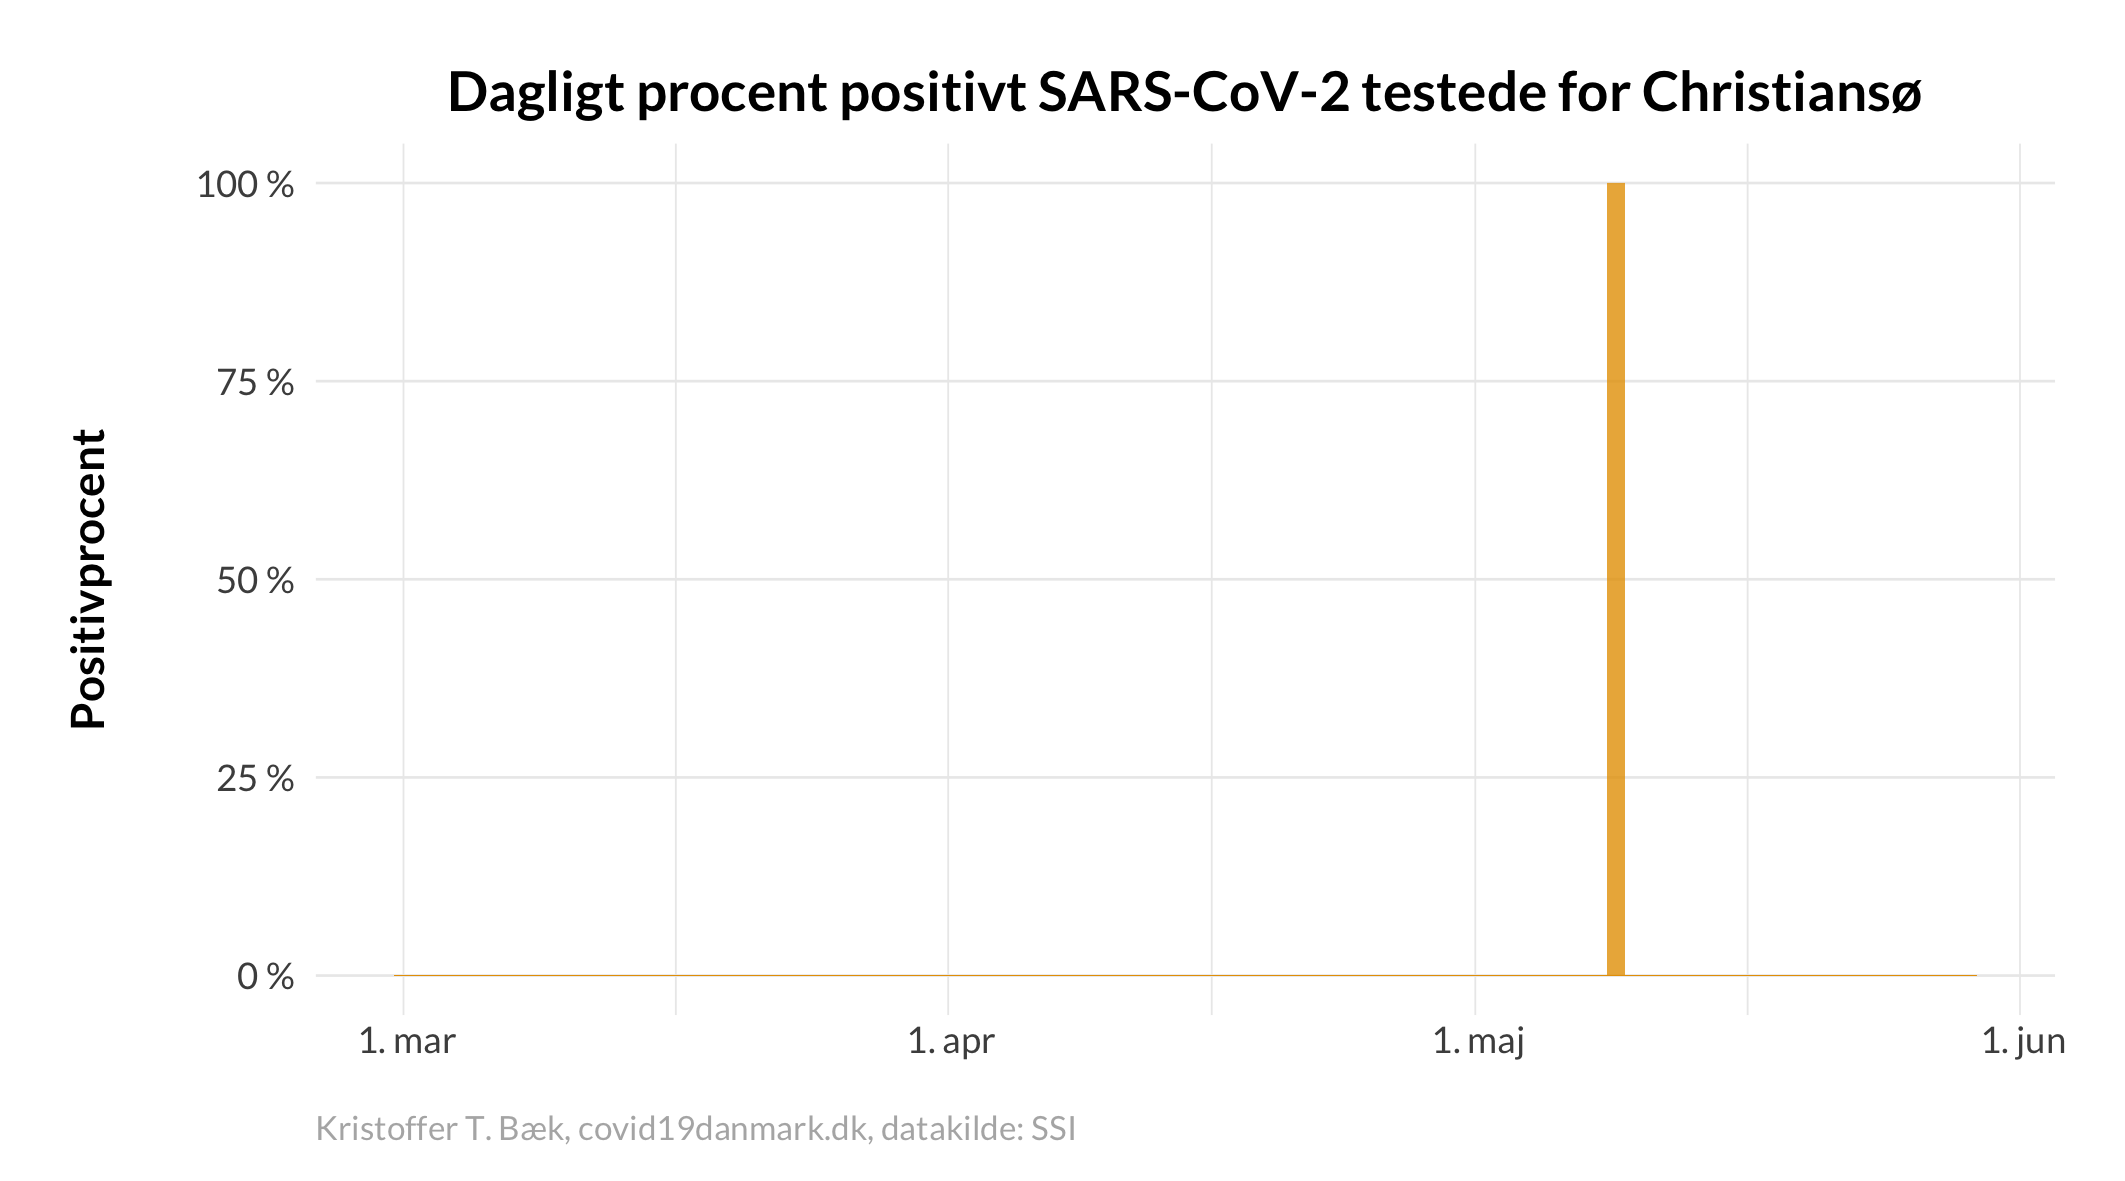 Dagligt procent positivt SARS-CoV-2 testede for Christiansø
Positivprocent
100 %
75 %
50 %
25 %
0 %
1. mar
1. apr
1. maj
1. jun
Kristoffer T. Bæk, covid19danmark.dk, datakilde: SSI